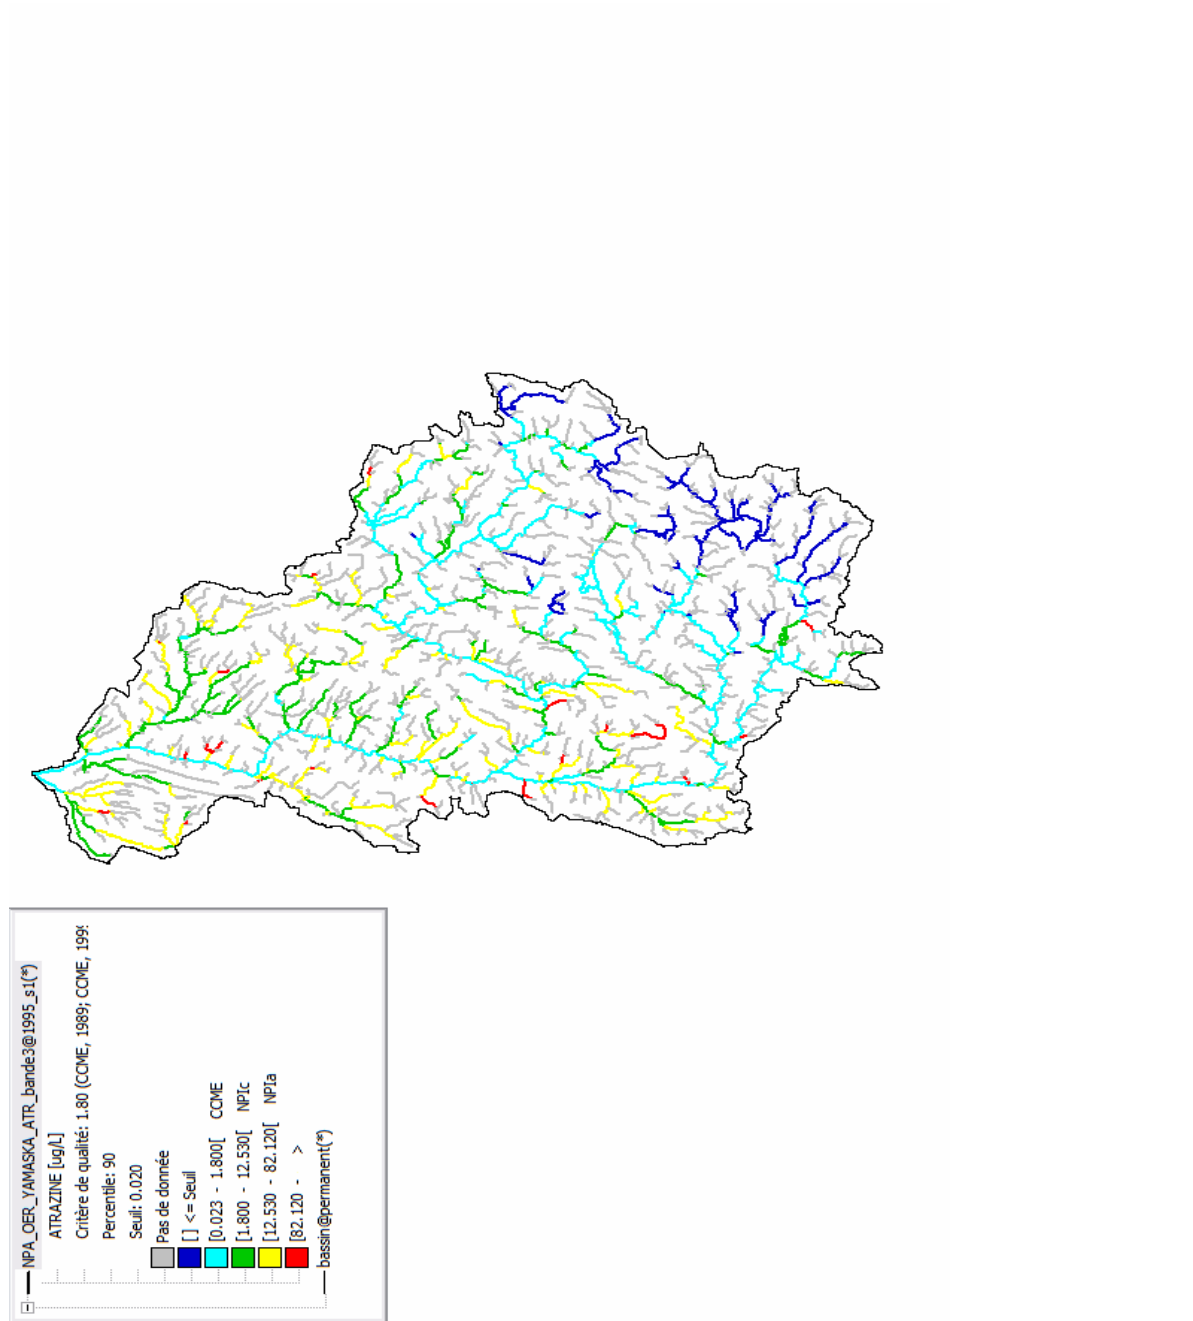 NPA_OER_YAMASKA_ATR_bande3@1995_s1(*)
ATRAZINE [ug/L]
Critère de qualité: 1.80 (CCME, 1989; CCME, 199
Percentile: 90
Seuil: 0.020
Pas de donnée
[ ] <= Seuil
[0.023 - 1.800[ CCME
[1.800 - 12.530[ NPIc
[12.530 - 82.120[ NPIa
[82.120 - >
bassin@permanent(*)